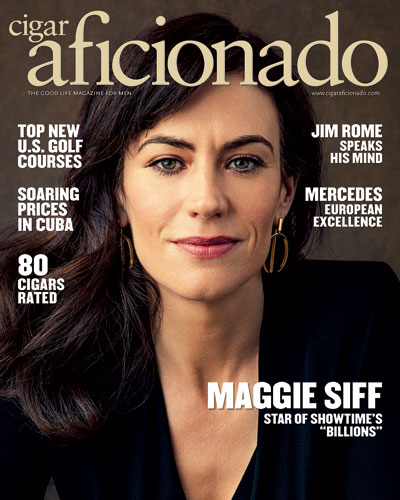 cigar
aficionado
THE GOOD LIFE MAGAZINE FOR MEN
www.cigaraficionado.com
TOP NEW
U.S. GOLF
COURSES
SOARING
PRICES
IN CUBA
80
CIGARS
RATED
JIM ROME
SPEAKS
HIS MIND
MERCEDES
EUROPEAN
EXCELLENCE
MAGGIE SIFF
STAR OF SHOWTIME'S
"BILLIONS"